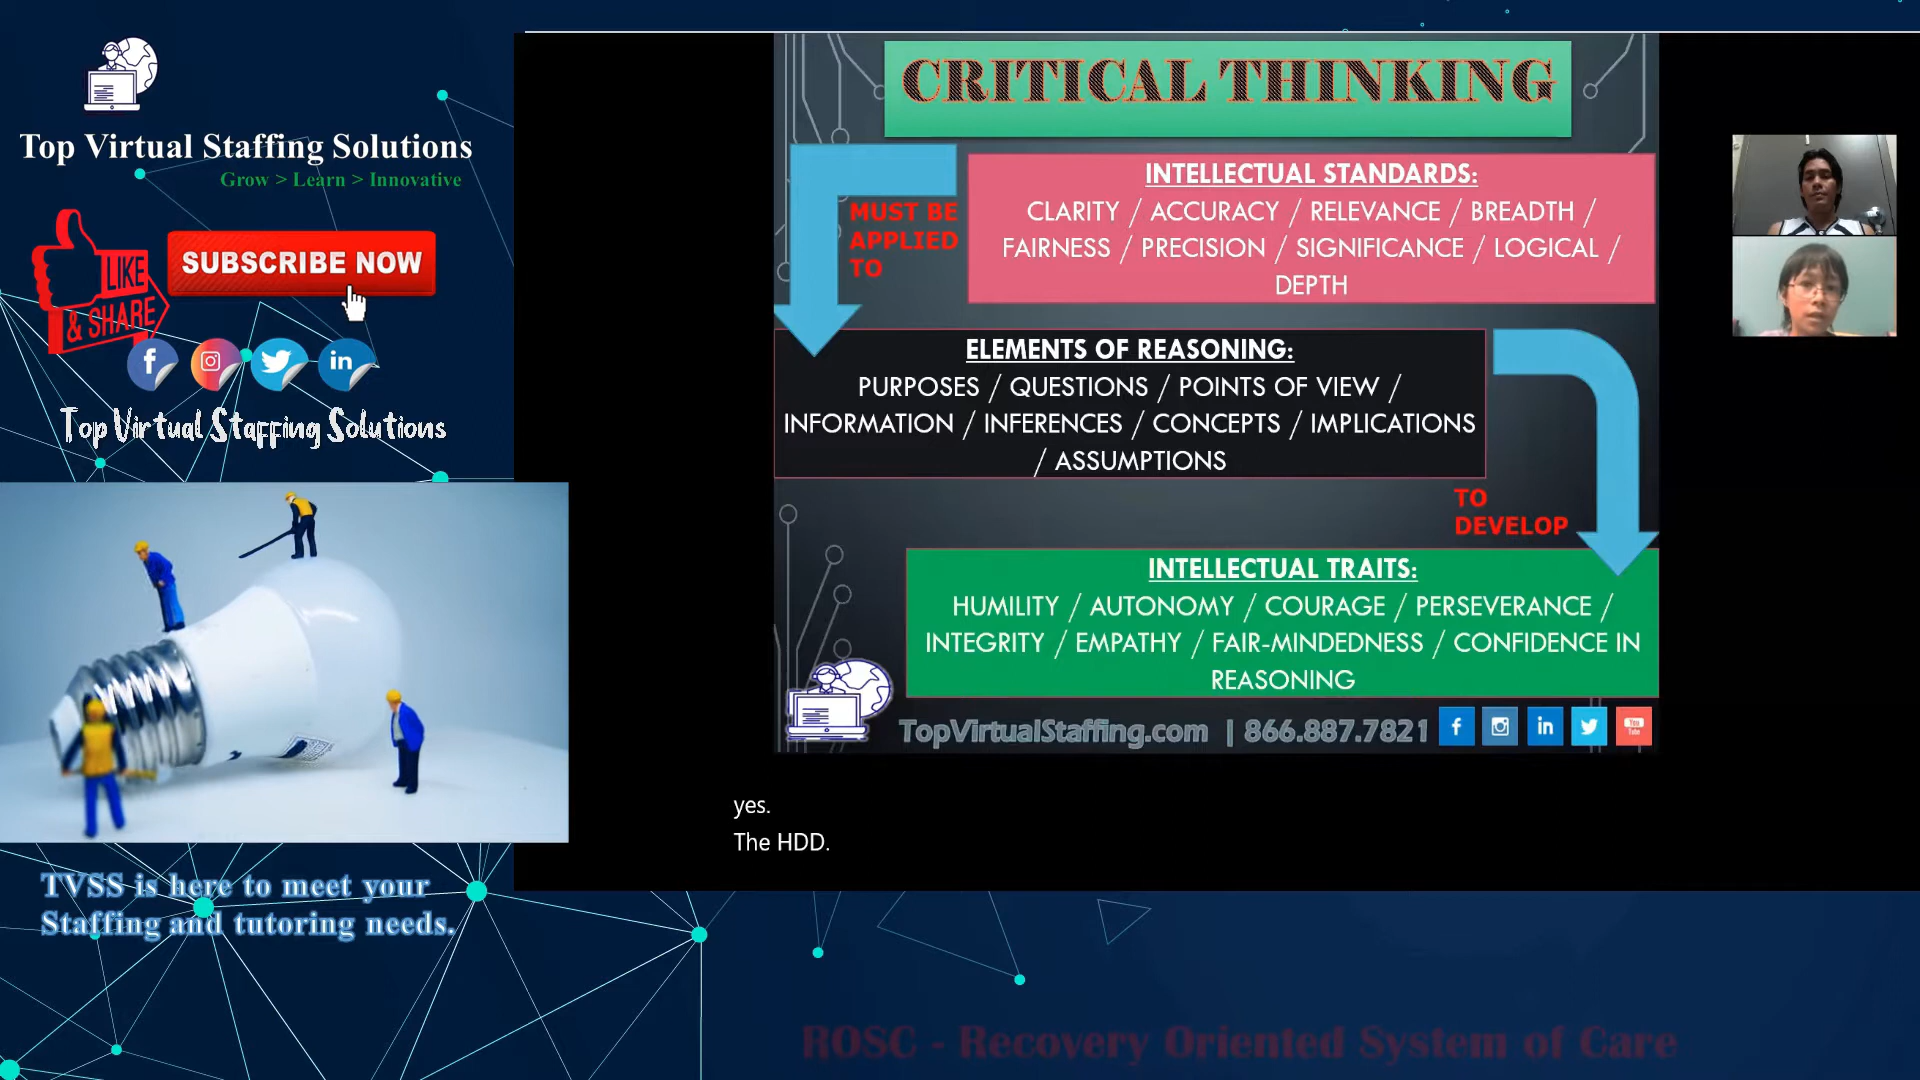 Top Virtual Staffing Solutions
Grow > Learn > Innovative
LIKE
& SHARE
SUBSCRIBE NOW
Top Virtual Staffing Solutions
TVSS is here to meet your
Staffing and tutoring needs.
CRITICAL THINKING
INTELLECTUAL STANDARDS:
CLARITY / ACCURACY / RELEVANCE / BREADTH /
FAIRNESS / PRECISION / SIGNIFICANCE / LOGICAL /
DEPTH
MUST BE
APPLIED
TO
ELEMENTS OF REASONING:
PURPOSES / QUESTIONS / POINTS OF VIEW /
INFORMATION / INFERENCES / CONCEPTS / IMPLICATIONS
/ ASSUMPTIONS
TO
DEVELOP
INTELLECTUAL TRAITS:
HUMILITY / AUTONOMY / COURAGE / PERSEVERANCE /
INTEGRITY / EMPATHY / FAIR-MINDEDNESS / CONFIDENCE IN
REASONING
TopVirtualStaffing.com | 866.887.7821
yes.
The HDD.
ROSC - Recovery Oriented System of Care